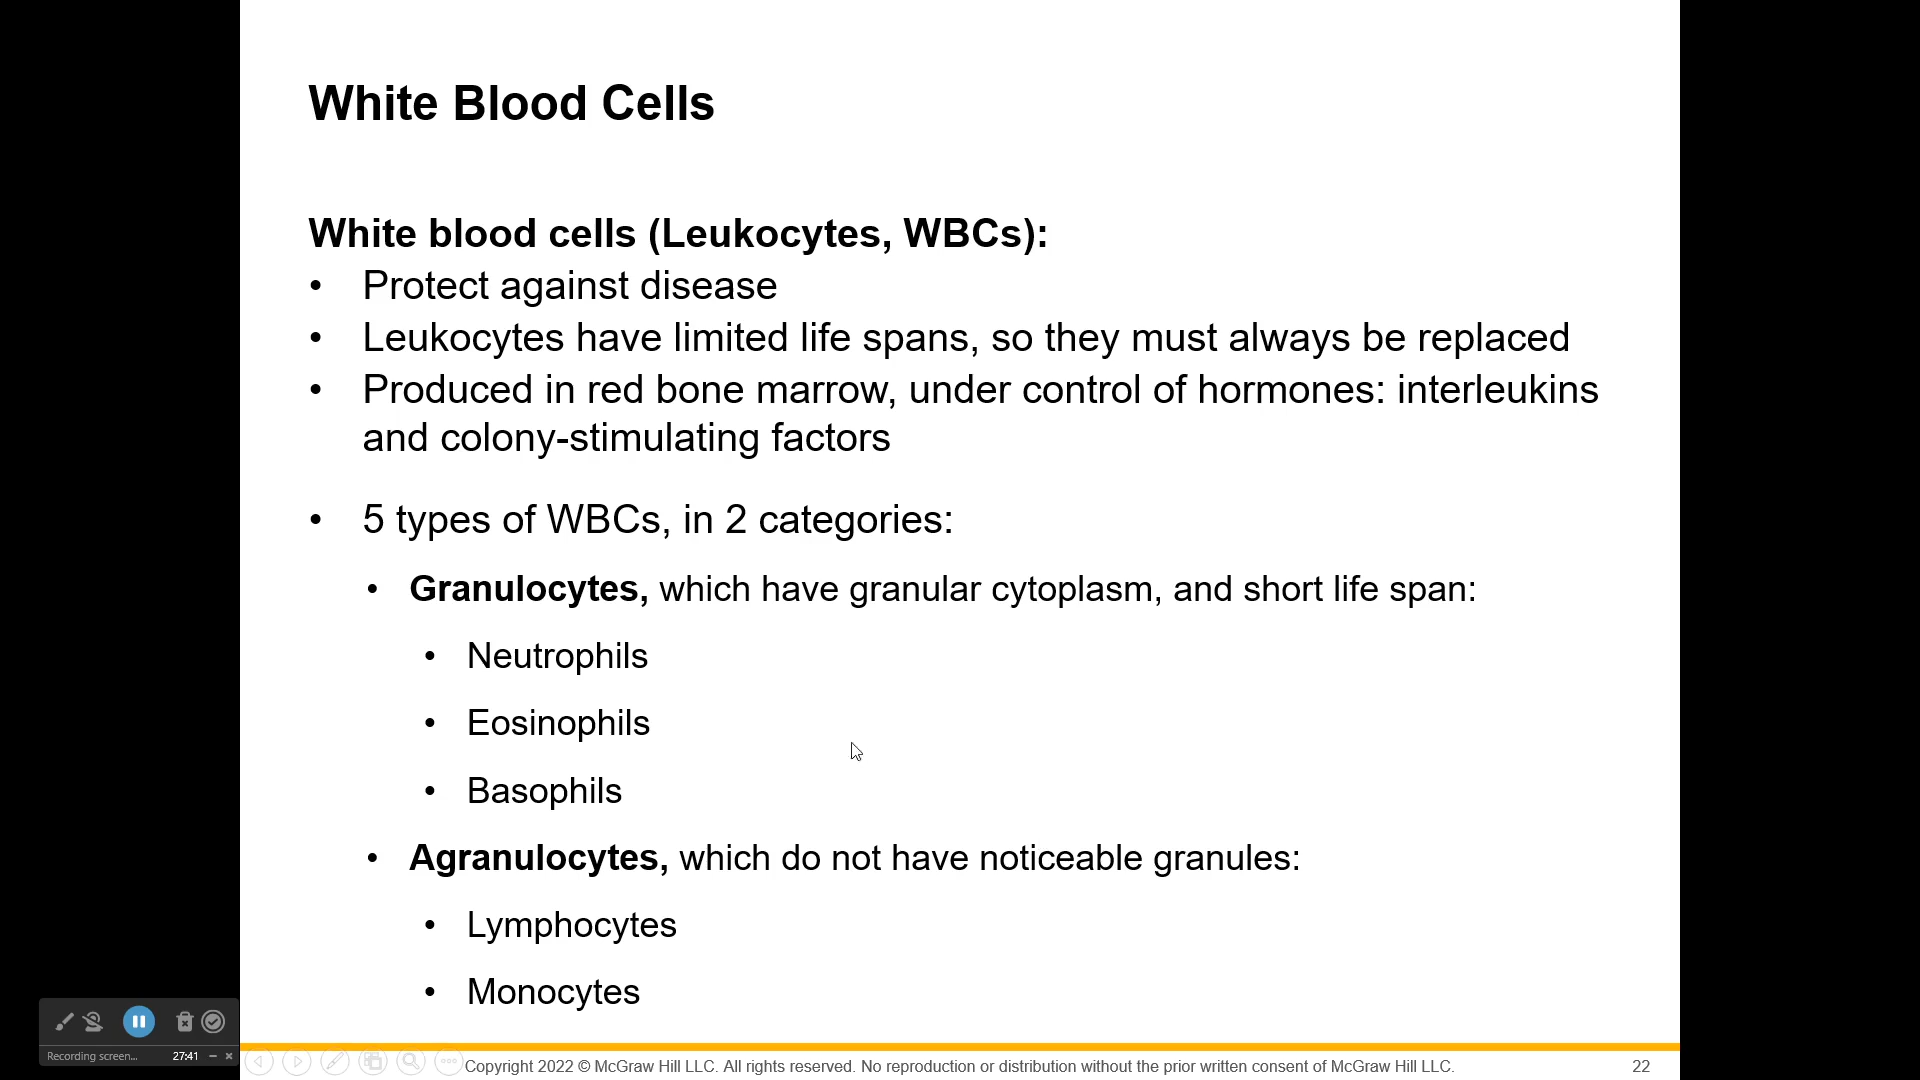 White Blood Cells
White blood cells (Leukocytes, WBCs):
• Protect against disease
• Leukocytes have limited life spans, so they must always be replaced
• Produced in red bone marrow, under control of hormones: interleukins
and colony-stimulating factors
• 5 types of WBCs, in 2 categories:
• Granulocytes, which have granular cytoplasm, and short life span:
• Neutrophils
• Eosinophils
• Basophils
• Agranulocytes, which do not have noticeable granules:
• Lymphocytes
• Monocytes
Recording screen... 27:41
Copyright 2022 © McGraw Hill LLC. All rights reserved. No reproduction or distribution without the prior written consent of McGraw Hill LLC. 22